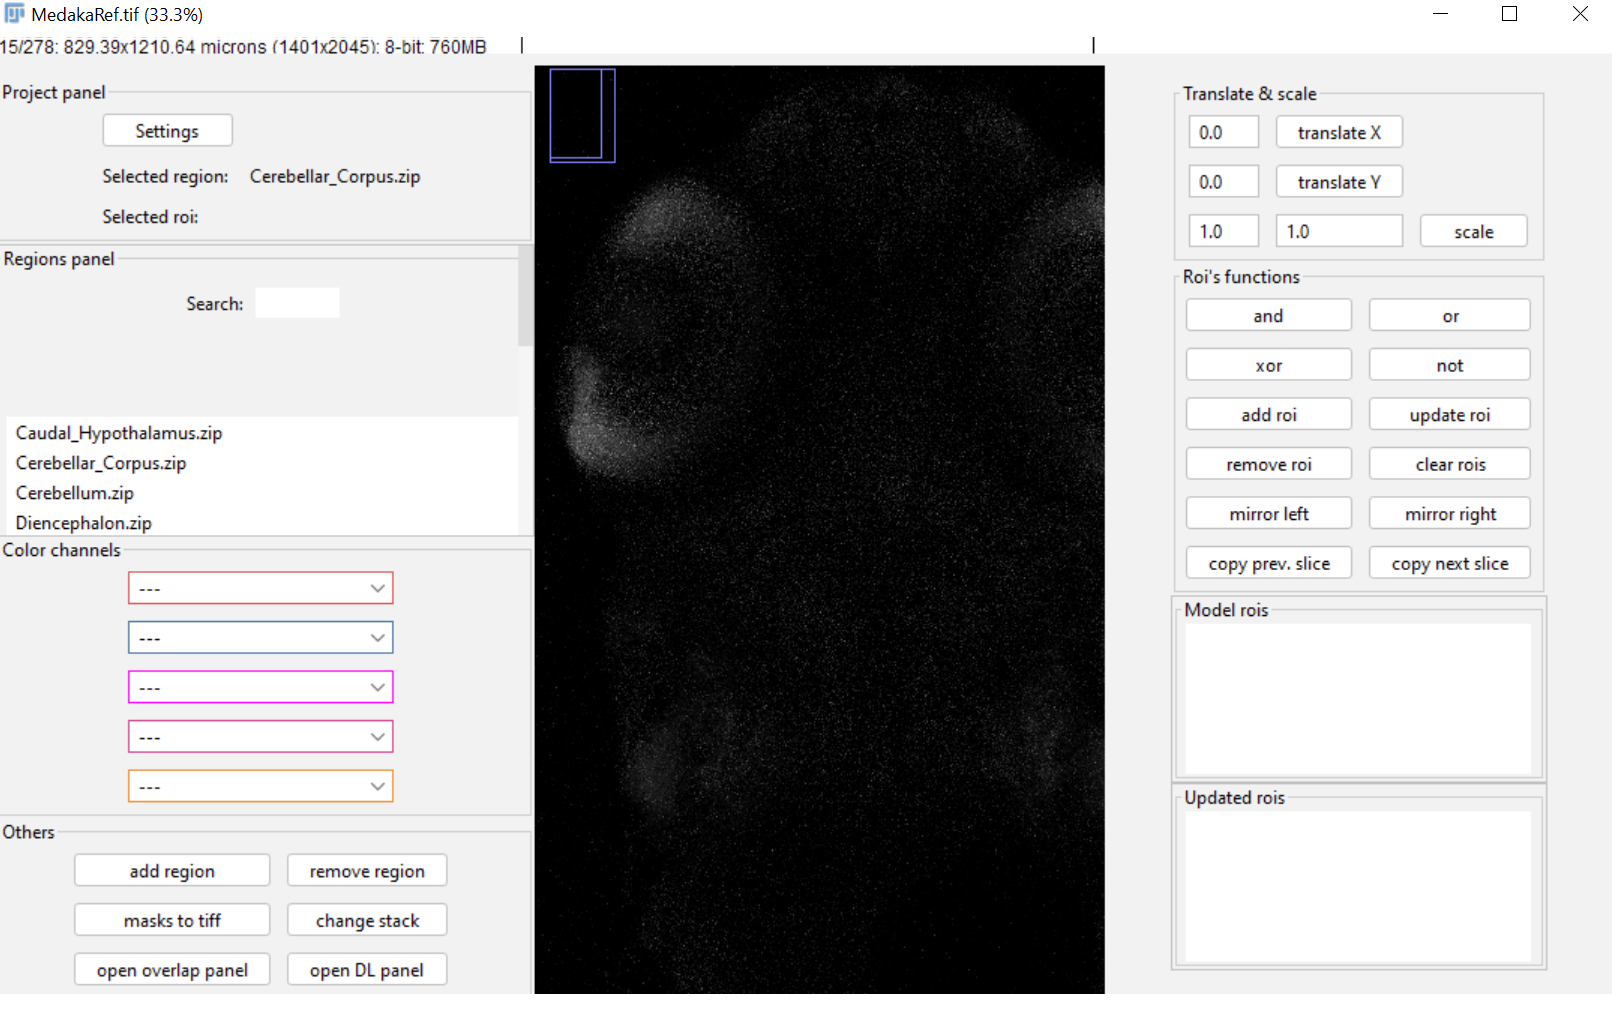 MedakaRef.tif (33.3%)
15/278: 829.39x1210.64 microns (1401x2045): 8-bit: 760MB
Project panel
Settings
Selected region: Cerebellar_Corpus.zip
Selected roi:
Regions panel
Search:
Caudal_Hypothalamus.zip
Cerebellar_Corpus.zip
Cerebellum.zip
Diencephalon.zip
Color channels
---
---
---
---
---
Others
add region remove region
masks to tiff change stack
open overlap panel open DL panel
Translate & scale
0.0 translate X
0.0 translate Y
1.0 1.0 scale
Roi's functions
and or
xor not
add roi update roi
remove roi clear rois
mirror left mirror right
copy prev. slice copy next slice
Model rois
Updated rois